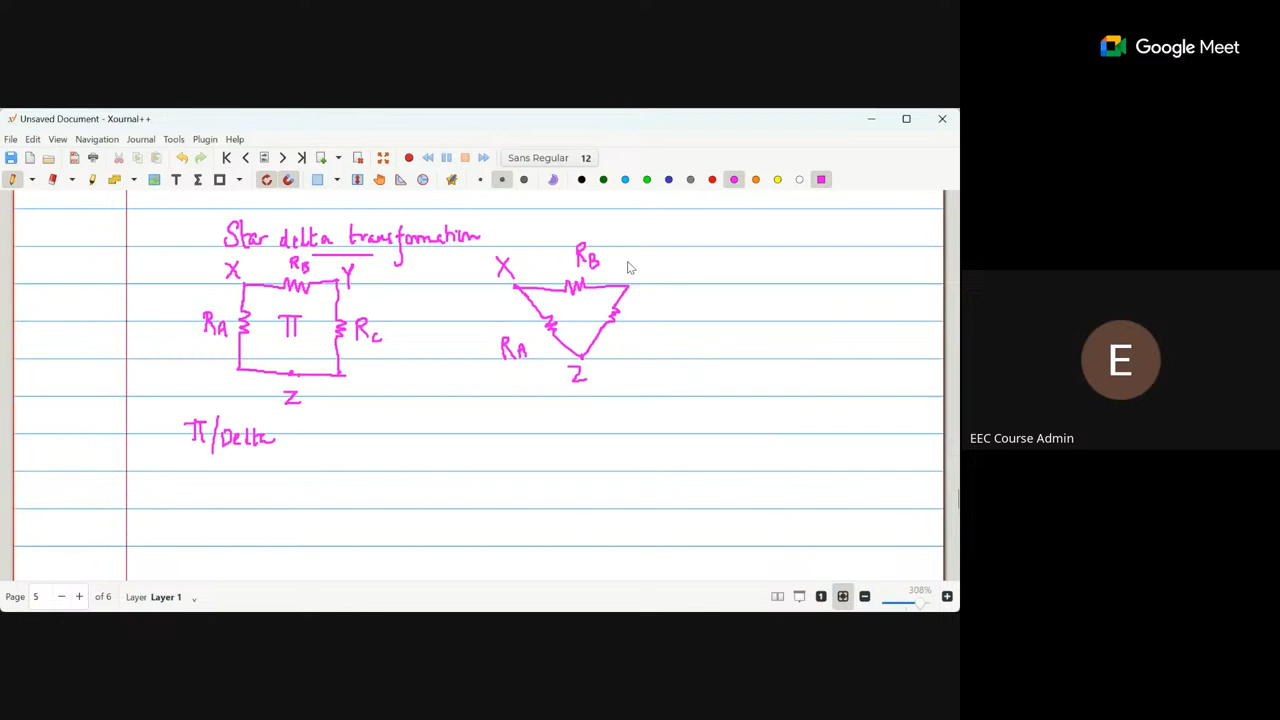 Google Meet
Unsaved Document - Xournal++
File Edit View Navigation Journal Tools Plugin Help
Sans Regular 12
Star delta transformation
X RB Y
RA π RC
Z
π/Delta
X RB
RA
Z
E
EEC Course Admin
Page 5 of 6 Layer Layer 1
308%